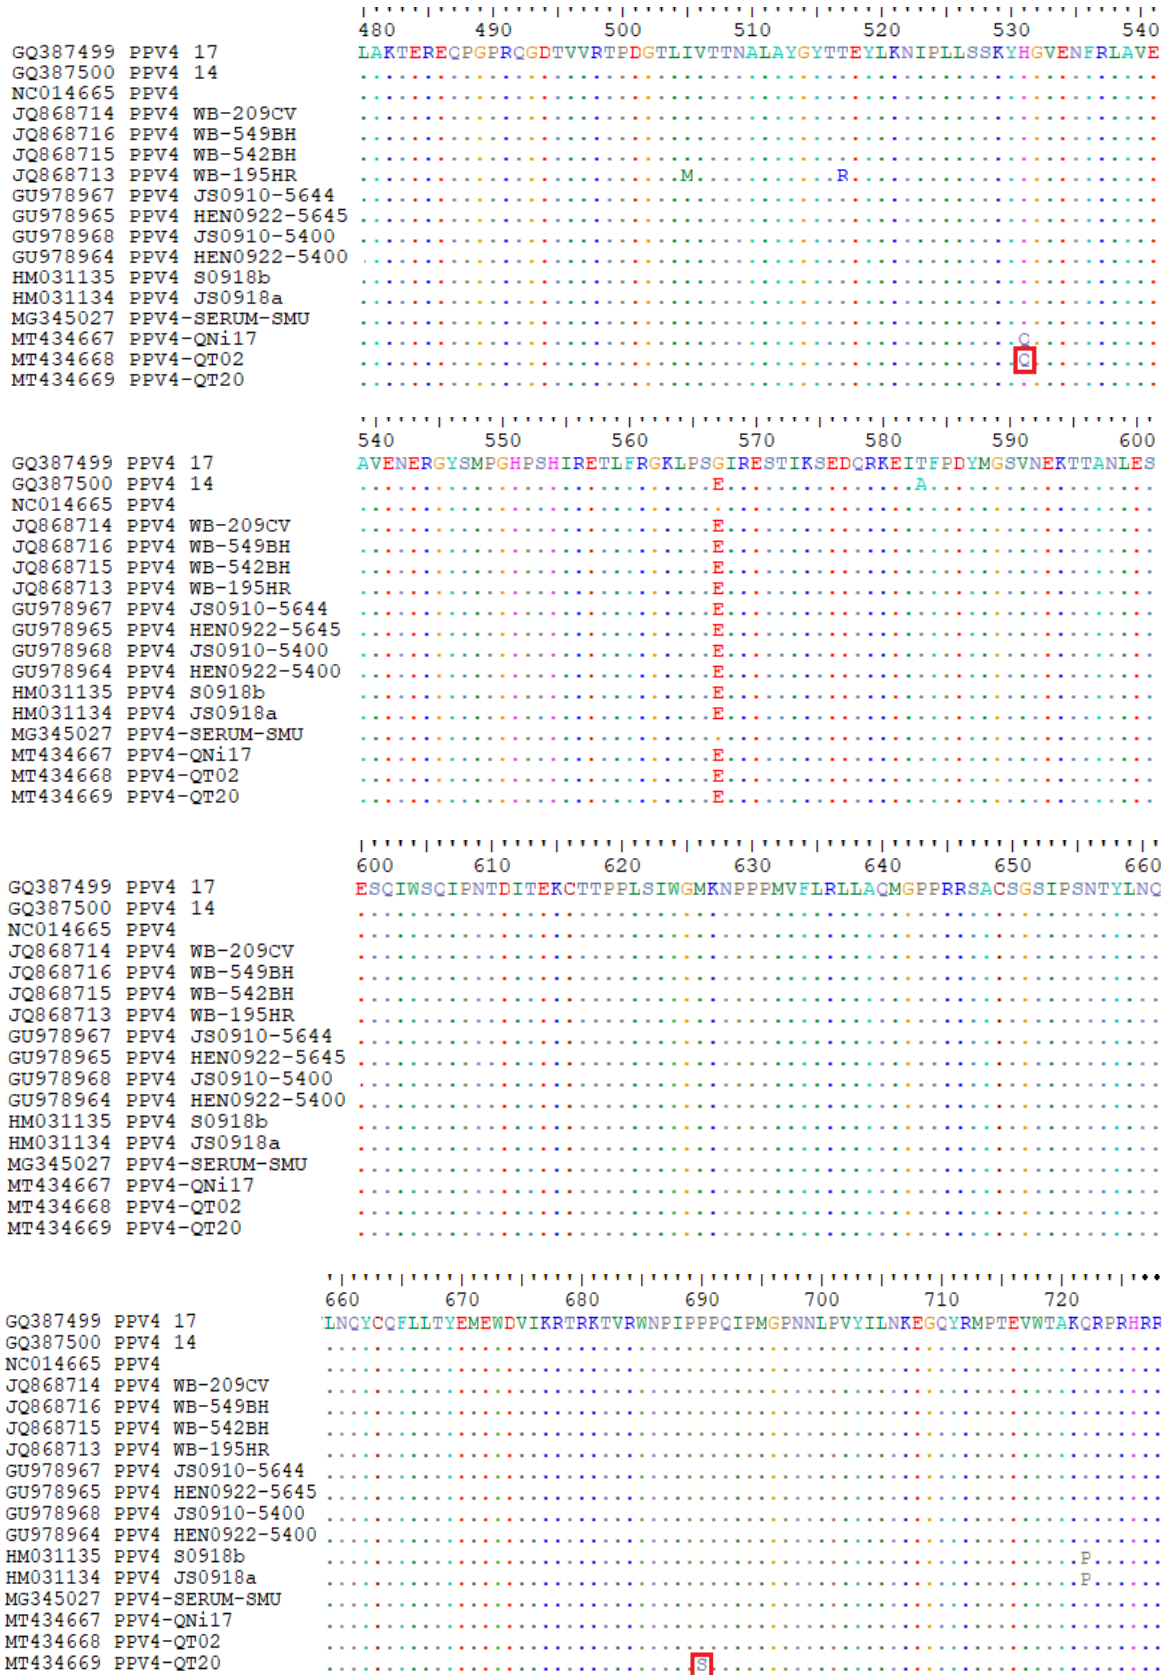 480 490 500 510 520 530 540
GQ387499 PPV4 17 LAKTEREQPGPRQGDTVVRTPDGTLIVTTNALAYGYTTEYLKNIPLLSSKYHGVENFRLAVE
GQ387500 PPV4 14
NC014665 PPV4
JQ868714 PPV4 WB-209CV
JQ868716 PPV4 WB-549BH
JQ868715 PPV4 WB-542BH
JQ868713 PPV4 WB-195HR M R
GU978967 PPV4 JS0910-5644
GU978965 PPV4 HEN0922-5645
GU978968 PPV4 JS0910-5400
GU978964 PPV4 HEN0922-5400
HM031135 PPV4 S0918b
HM031134 PPV4 JS0918a
MG345027 PPV4-SERUM-SMU
MT434667 PPV4-QNi17 Q
MT434668 PPV4-QT02 Q
MT434669 PPV4-QT20
540 550 560 570 580 590 600
GQ387499 PPV4 17 AVENERGYSMPGHPSHIRETLFRGKLPSGIRESTIKSEDQRKEITFPDYMGSVNEKTTANLES
GQ387500 PPV4 14 E A
NC014665 PPV4
JQ868714 PPV4 WB-209CV E
JQ868716 PPV4 WB-549BH E
JQ868715 PPV4 WB-542BH E
JQ868713 PPV4 WB-195HR E
GU978967 PPV4 JS0910-5644 E
GU978965 PPV4 HEN0922-5645 E
GU978968 PPV4 JS0910-5400 E
GU978964 PPV4 HEN0922-5400 E
HM031135 PPV4 S0918b E
HM031134 PPV4 JS0918a E
MG345027 PPV4-SERUM-SMU
MT434667 PPV4-QNi17 E
MT434668 PPV4-QT02 E
MT434669 PPV4-QT20 E
600 610 620 630 640 650 660
GQ387499 PPV4 17 ESQIWSQIPNTDITEKCTTPPLSIWGMKNPPPMVFLRLLAQMGPPRRSACSGSIPSNTYLNQ
GQ387500 PPV4 14
NC014665 PPV4
JQ868714 PPV4 WB-209CV
JQ868716 PPV4 WB-549BH
JQ868715 PPV4 WB-542BH
JQ868713 PPV4 WB-195HR
GU978967 PPV4 JS0910-5644
GU978965 PPV4 HEN0922-5645
GU978968 PPV4 JS0910-5400
GU978964 PPV4 HEN0922-5400
HM031135 PPV4 S0918b
HM031134 PPV4 JS0918a
MG345027 PPV4-SERUM-SMU
MT434667 PPV4-QNi17
MT434668 PPV4-QT02
MT434669 PPV4-QT20
660 670 680 690 700 710 720
GQ387499 PPV4 17 LNQYCQFLLTYEMEWDVIKRTRKTVRWNPIPPPQIPMGPNNLPVYILNKEGQYRMPTEVWTAKQRPRHRR
GQ387500 PPV4 14
NC014665 PPV4
JQ868714 PPV4 WB-209CV
JQ868716 PPV4 WB-549BH
JQ868715 PPV4 WB-542BH
JQ868713 PPV4 WB-195HR
GU978967 PPV4 JS0910-5644
GU978965 PPV4 HEN0922-5645
GU978968 PPV4 JS0910-5400
GU978964 PPV4 HEN0922-5400
HM031135 PPV4 S0918b P
HM031134 PPV4 JS0918a P
MG345027 PPV4-SERUM-SMU
MT434667 PPV4-QNi17
MT434668 PPV4-QT02
MT434669 PPV4-QT20 S